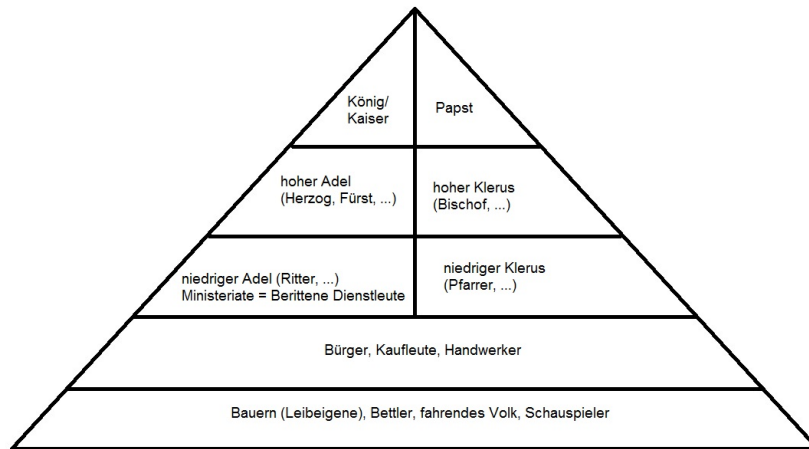 König/
Kaiser
Papst
hoher Adel
(Herzog, Fürst, ...)
hoher Klerus
(Bischof, ...)
niedriger Adel (Ritter, ...)
Ministeriate = Berittene Dienstleute
niedriger Klerus
(Pfarrer, ...)
Bürger, Kaufleute, Handwerker
Bauern (Leibeigene), Bettler, fahrendes Volk, Schauspieler